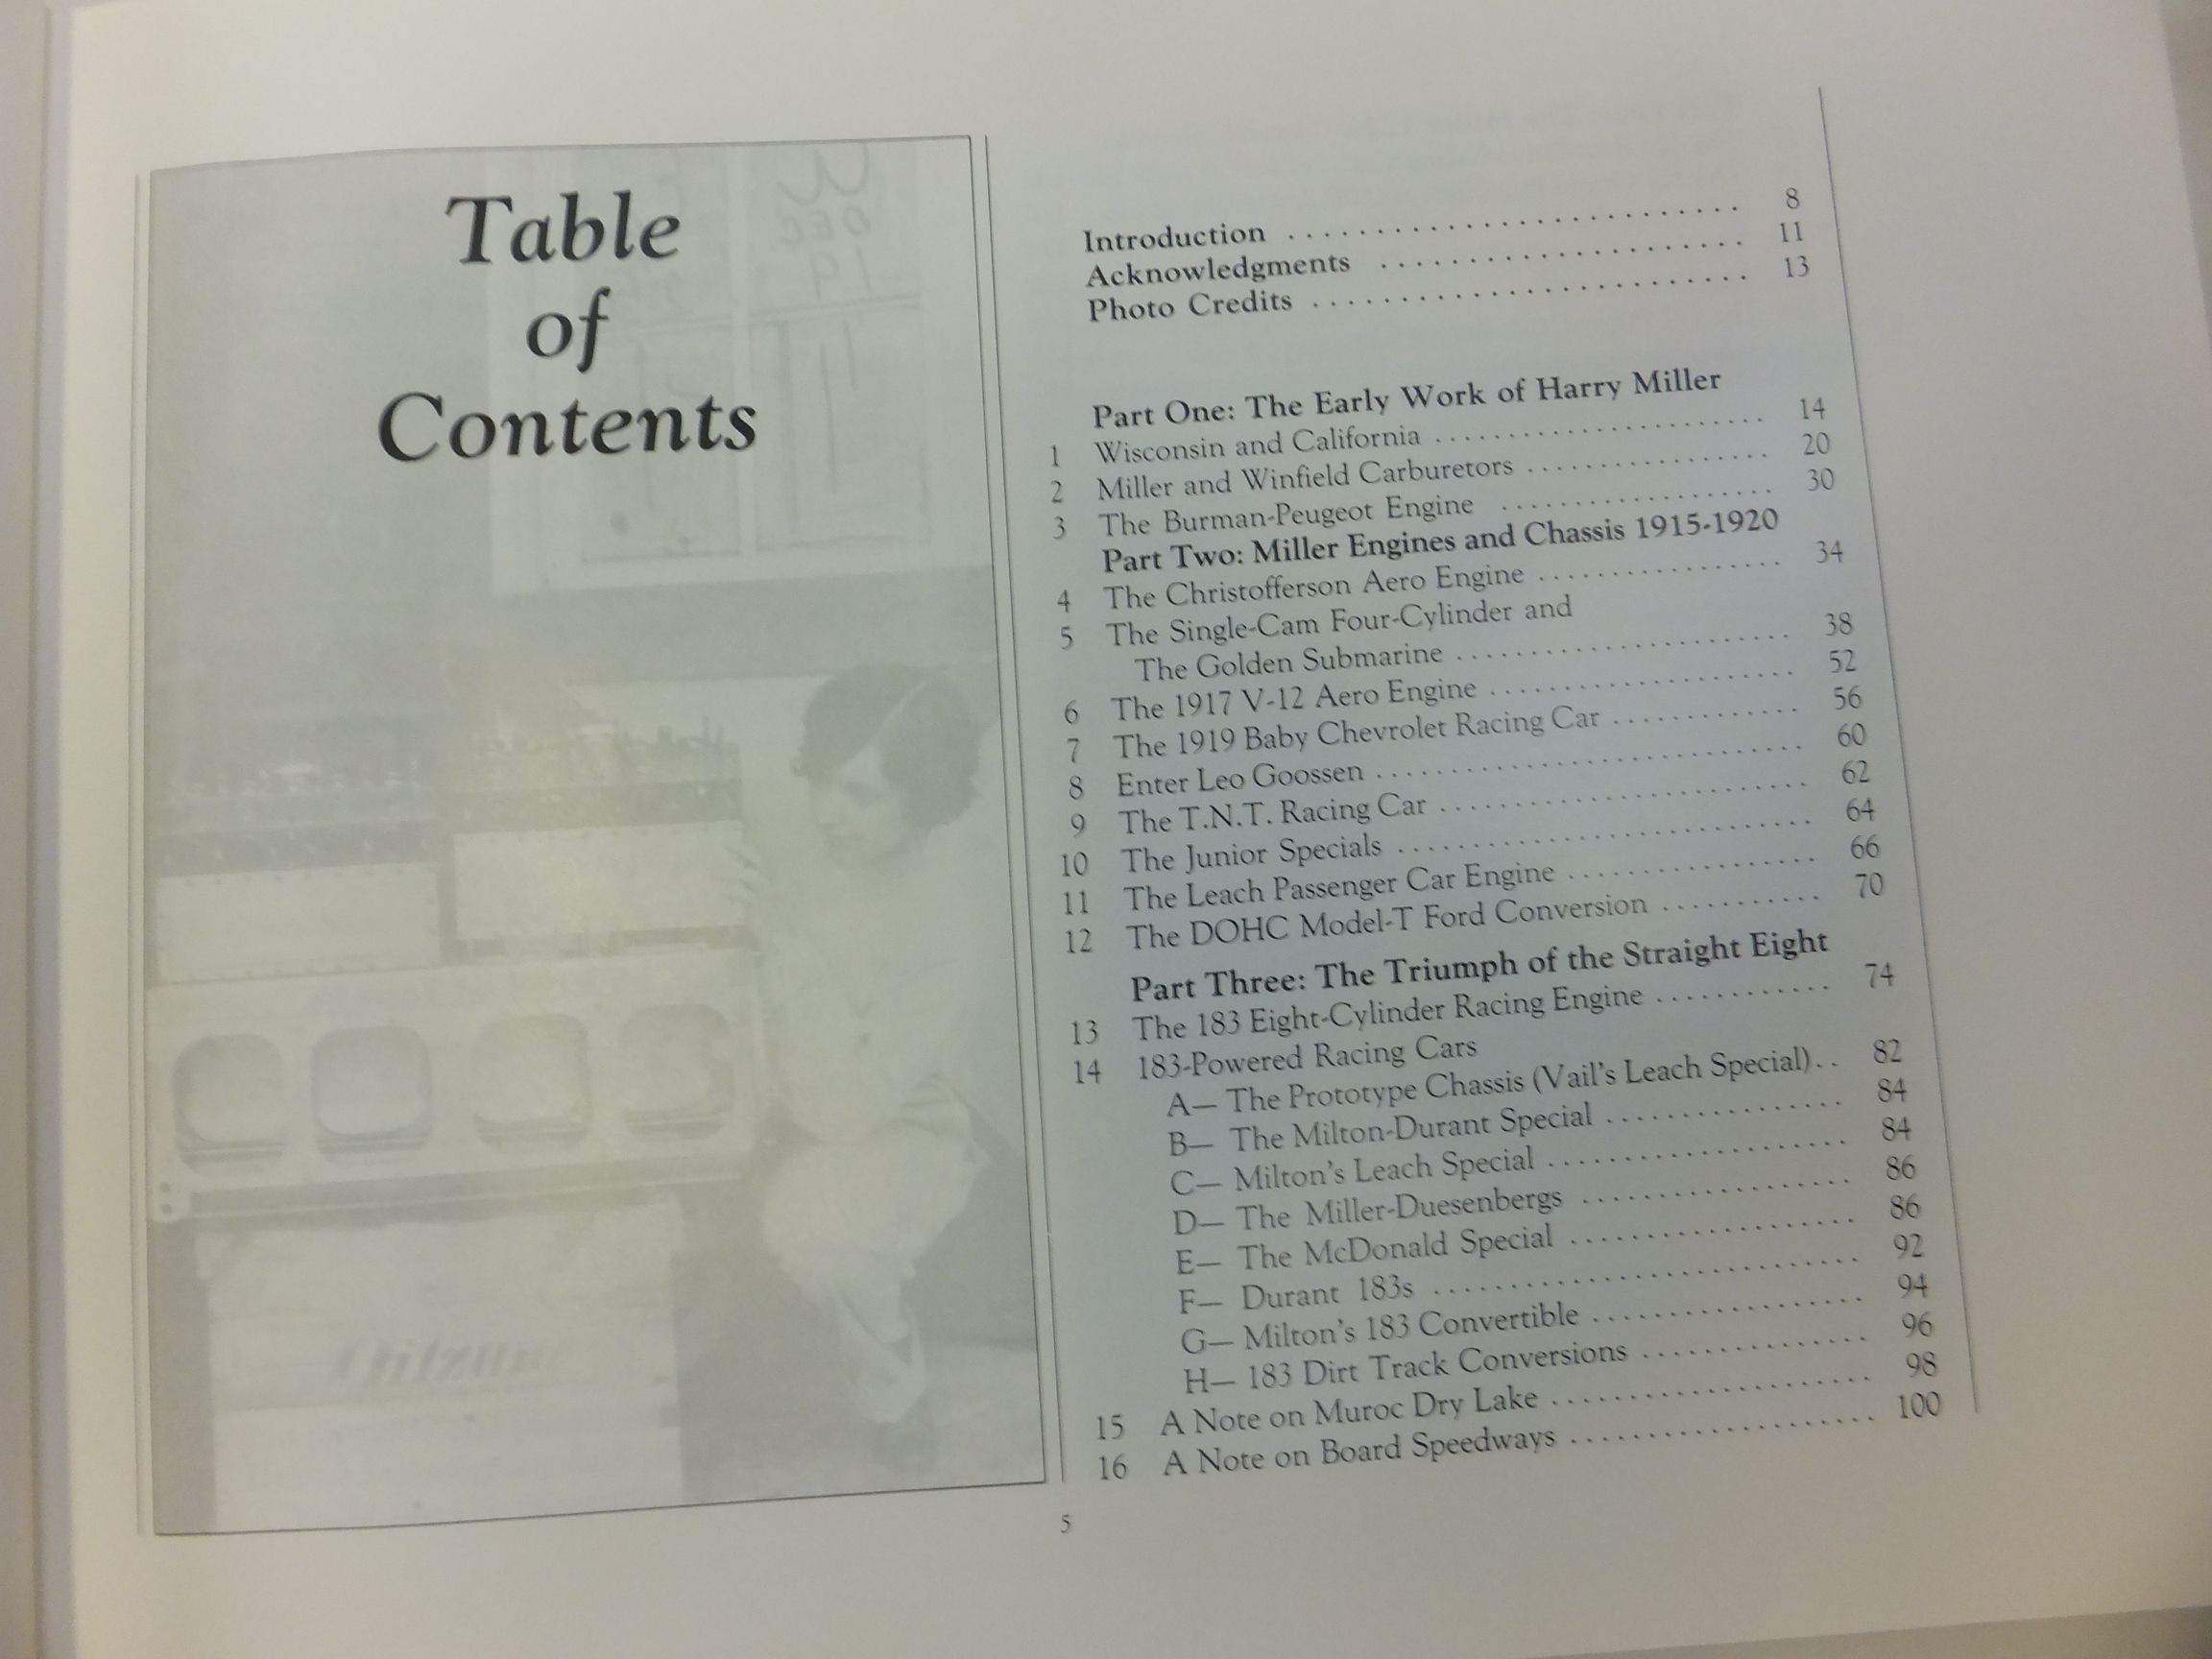 Table
of
Contents
Introduction . . . . . . . . . . . . . . . . . . . . . . . . . . 8
Acknowledgments . . . . . . . . . . . . . . . . . . . . . 11
Photo Credits . . . . . . . . . . . . . . . . . . . . . . . . . 13
Part One: The Early Work of Harry Miller
1 Wisconsin and California . . . . . . . . . . . . . . . . . . . . . . . 14
2 Miller and Winfield Carburetors . . . . . . . . . . . . . . . . . 20
3 The Burman-Peugeot Engine . . . . . . . . . . . . . . . . . . . 30
Part Two: Miller Engines and Chassis 1915-1920
4 The Christofferson Aero Engine . . . . . . . . . . . . . . . . . 34
5 The Single-Cam Four-Cylinder and
The Golden Submarine . . . . . . . . . . . . . . . . . . . . . . . 38
6 The 1917 V-12 Aero Engine . . . . . . . . . . . . . . . . . . . . . 52
7 The 1919 Baby Chevrolet Racing Car . . . . . . . . . . . . . 56
8 Enter Leo Goossen . . . . . . . . . . . . . . . . . . . . . . . . . . . . . 60
9 The T.N.T. Racing Car . . . . . . . . . . . . . . . . . . . . . . . . . 62
10 The Junior Specials . . . . . . . . . . . . . . . . . . . . . . . . . . . . 64
11 The Leach Passenger Car Engine . . . . . . . . . . . . . . . . . 66
12 The DOHC Model-T Ford Conversion . . . . . . . . . . . 70
Part Three: The Triumph of the Straight Eight
13 The 183 Eight-Cylinder Racing Engine . . . . . . . . . . . . 74
14 183-Powered Racing Cars
A— The Prototype Chassis (Vail's Leach Special) . . 82
B— The Milton-Durant Special . . . . . . . . . . . . . . . . 84
C— Milton's Leach Special . . . . . . . . . . . . . . . . . . . . 84
D— The Miller-Duesenbergs . . . . . . . . . . . . . . . . . . 86
E— The McDonald Special . . . . . . . . . . . . . . . . . . . 86
F— Durant 183s . . . . . . . . . . . . . . . . . . . . . . . . . . . . 92
G— Milton's 183 Convertible . . . . . . . . . . . . . . . . . . 94
H— 183 Dirt Track Conversions . . . . . . . . . . . . . . . 96
15 A Note on Muroc Dry Lake . . . . . . . . . . . . . . . . . . . . . 98
16 A Note on Board Speedways . . . . . . . . . . . . . . . . . . . . 100
5